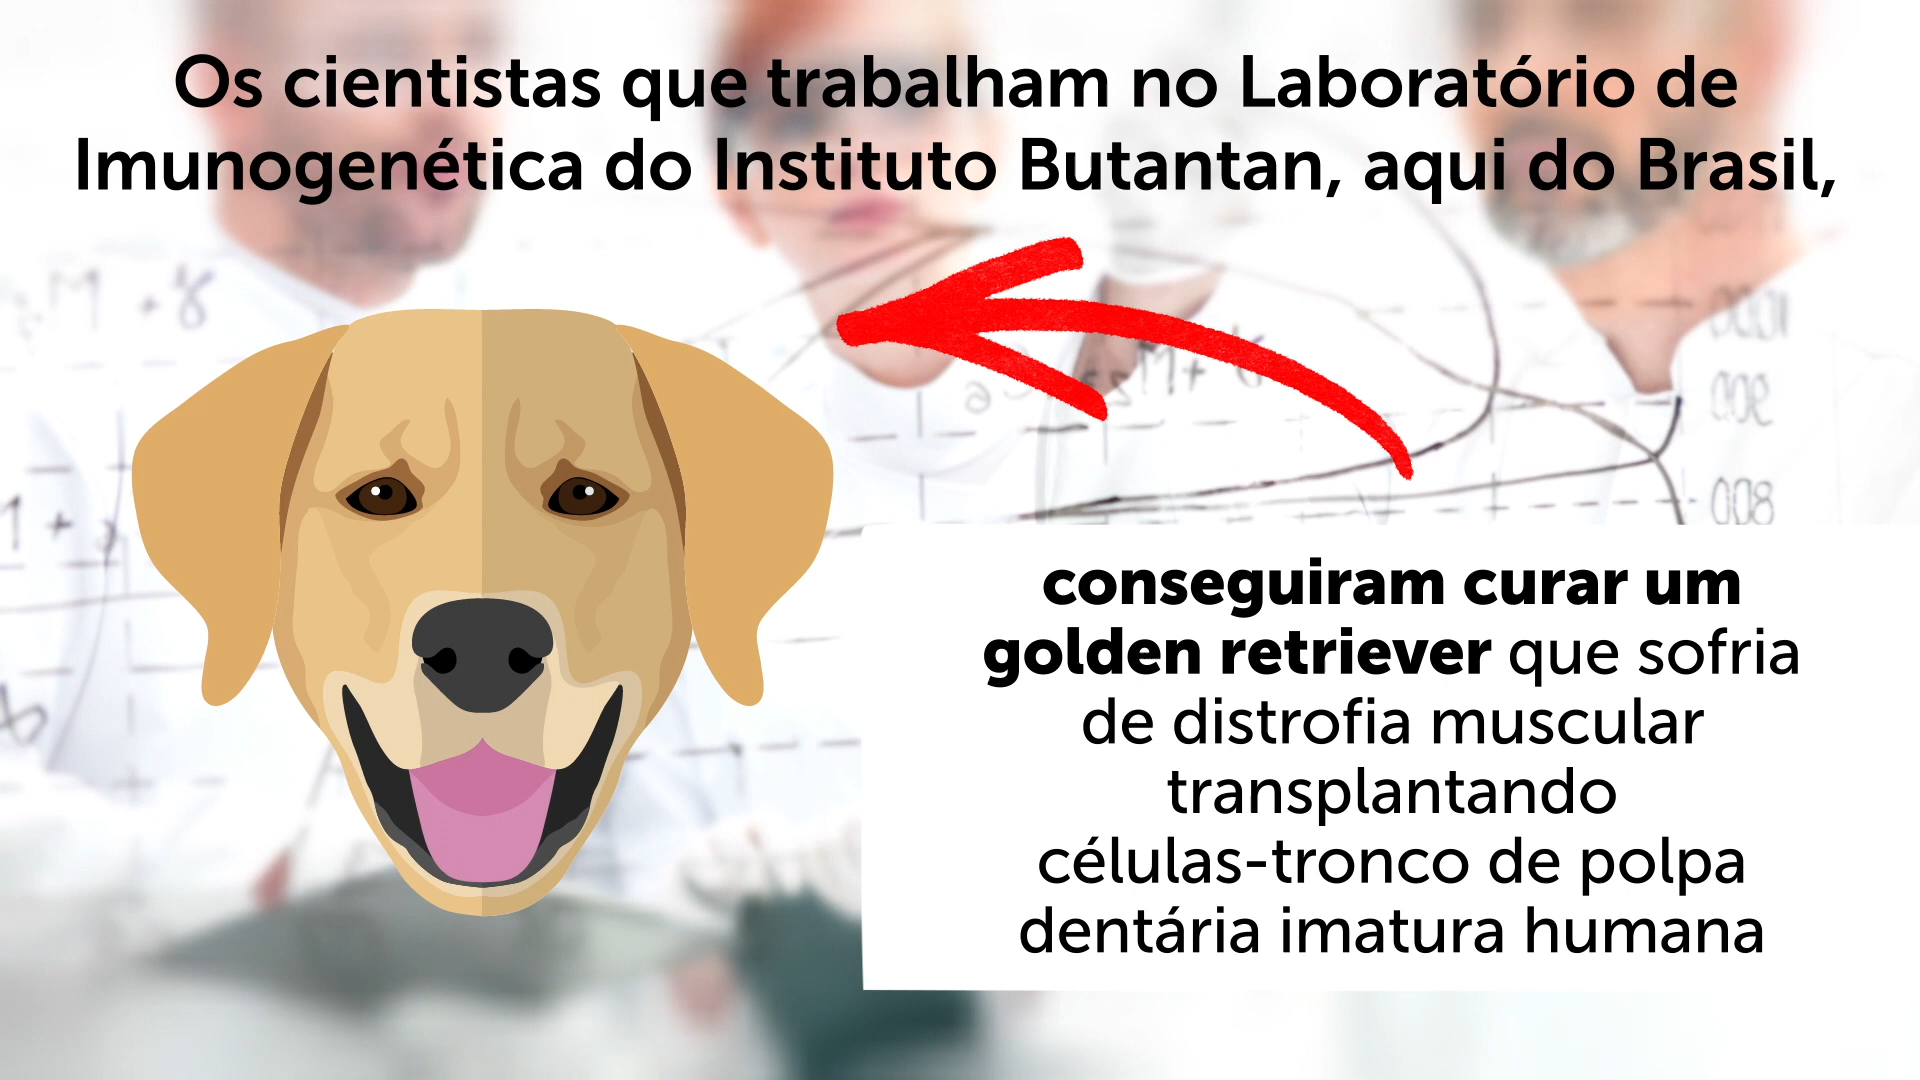 Os cientistas que trabalham no Laboratório de
Imunogenética do Instituto Butantan, aqui do Brasil,
conseguiram curar um
golden retriever que sofria
de distrofia muscular
transplantando
células-tronco de polpa
dentária imatura humana